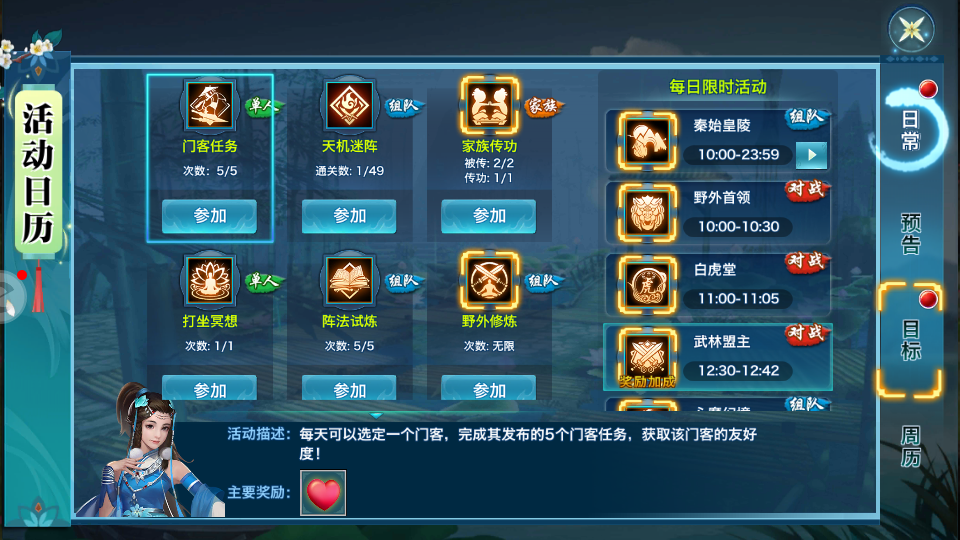 活动日历
单人
门客任务
次数：5/5
参加
组队
天机迷阵
通关数：1/49
参加
家族
家族传功
被传：2/2
传功：1/1
参加
单人
打坐冥想
次数：1/1
参加
组队
阵法试炼
次数：5/5
参加
组队
野外修炼
次数：无限
参加
每日限时活动
秦始皇陵
组队
10:00-23:59
野外首领
对战
10:00-10:30
虎
白虎堂
对战
11:00-11:05
奖励加成
武林盟主
对战
12:30-12:42
组队
日常
预告
目标
周历
活动描述：每天可以选定一个门客，完成其发布的5个门客任务，获取该门客的友好
度！
主要奖励：